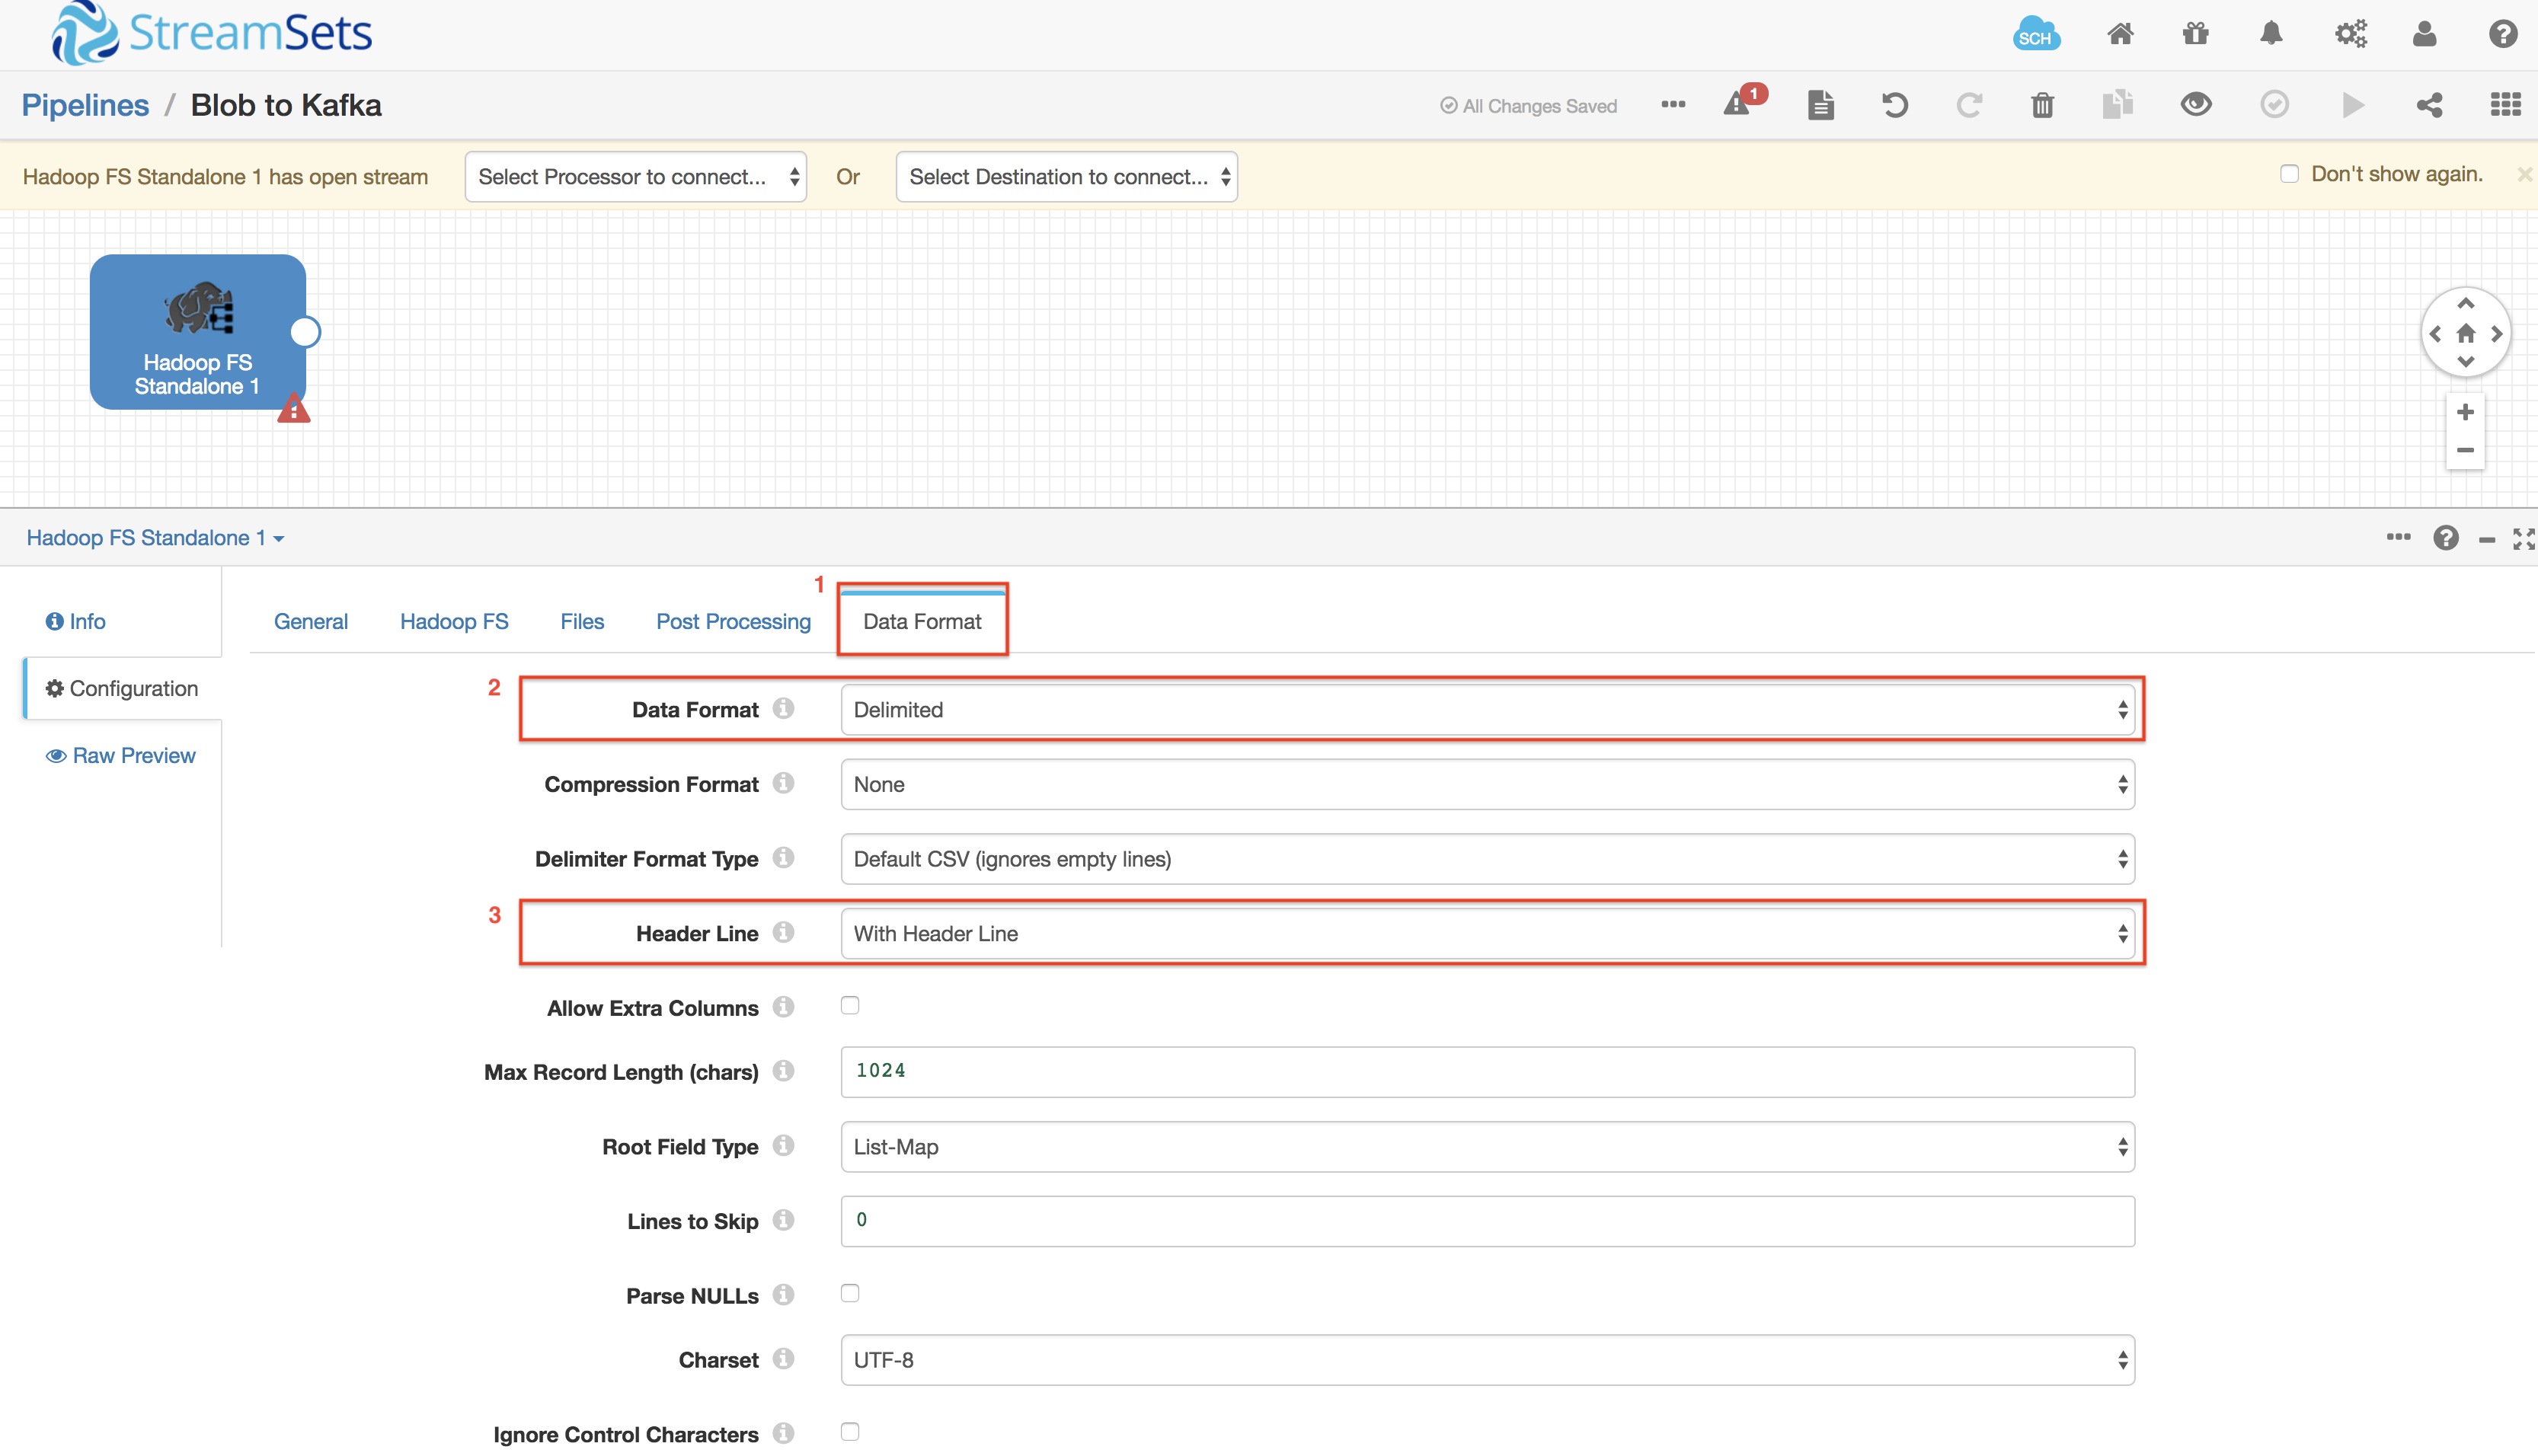 StreamSets
SCH
Pipelines / Blob to Kafka
All Changes Saved
1
Hadoop FS Standalone 1 has open stream
Select Processor to connect...
Or
Select Destination to connect...
Don't show again.
Hadoop FS
Standalone 1
Hadoop FS Standalone 1
Info
Configuration
Raw Preview
General
Hadoop FS
Files
Post Processing
1
Data Format
2
Data Format
Delimited
Compression Format
None
Delimiter Format Type
Default CSV (ignores empty lines)
3
Header Line
With Header Line
Allow Extra Columns
Max Record Length (chars)
1024
Root Field Type
List-Map
Lines to Skip
0
Parse NULLs
Charset
UTF-8
Ignore Control Characters